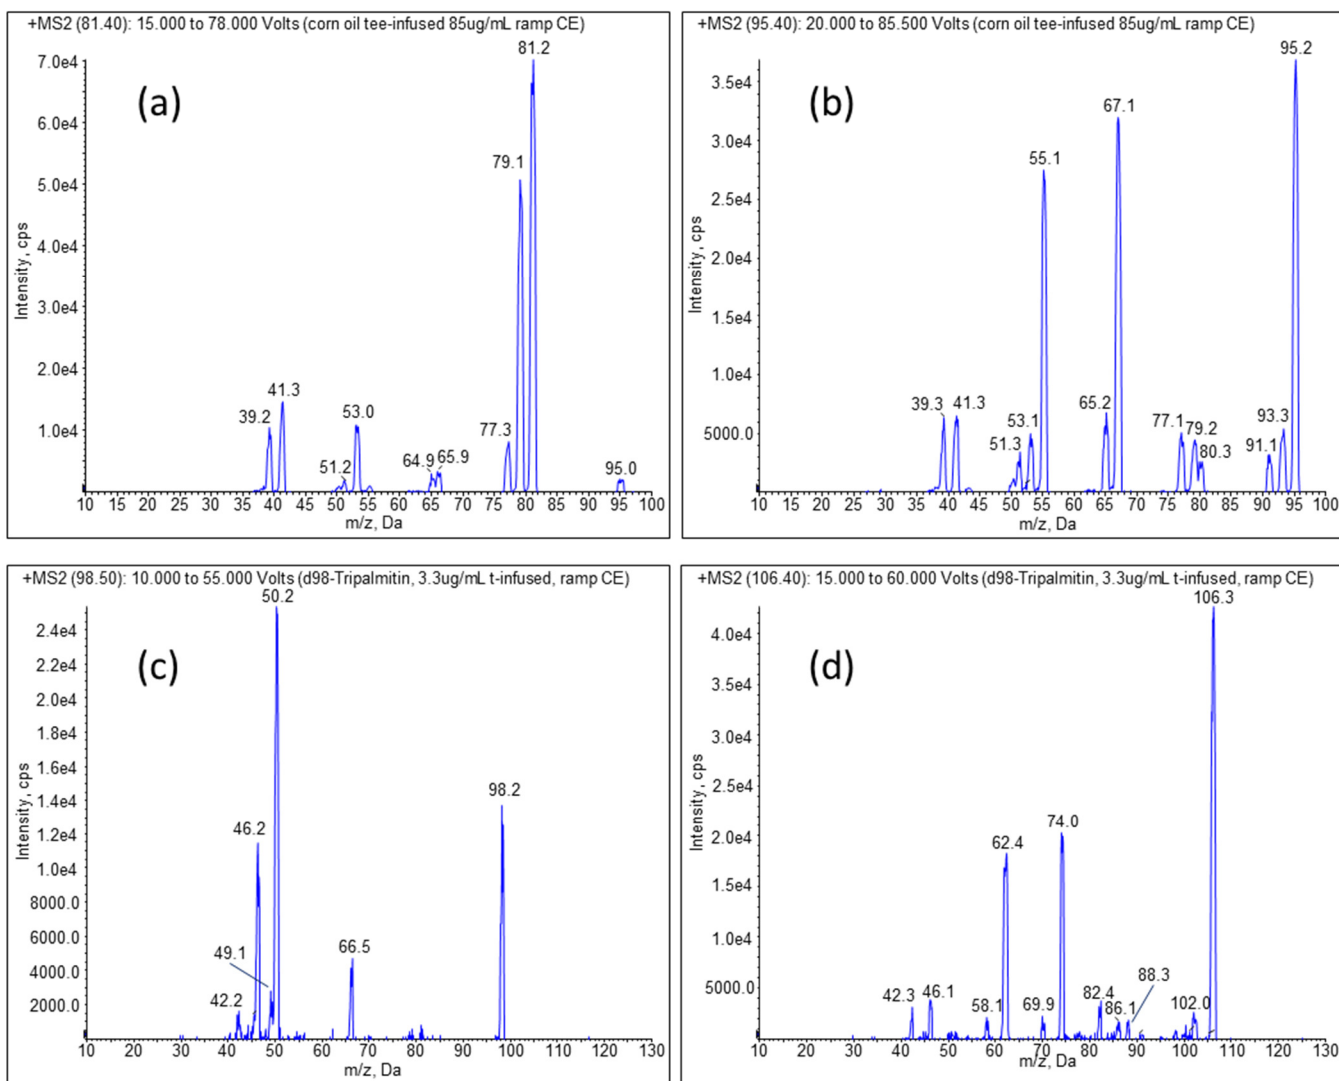 +MS2 (81.40): 15.000 to 78.000 Volts (corn oil tee-infused 85ug/mL ramp CE)
81.2
7.0e4
(a)
6.0e4
79.1
5.0e4
Intensity, cps
4.0e4
3.0e4
2.0e4
39.2 41.3 53.0
1.0e4
51.2 64.9 65.9 77.3 95.0
10 15 20 25 30 35 40 45 50 55 60 65 70 75 80 85 90 95 100
m/z, Da
+MS2 (95.40): 20.000 to 85.500 Volts (corn oil tee-infused 85ug/mL ramp CE)
95.2
3.5e4
(b)
67.1
3.0e4
55.1
2.5e4
Intensity, cps
2.0e4
1.5e4
1.0e4
39.3 41.3 65.2
5000.0
51.3 53.1 77.1 79.2 80.3 91.1 93.3
10 15 20 25 30 35 40 45 50 55 60 65 70 75 80 85 90 95 100
m/z, Da
+MS2 (98.50): 10.000 to 55.000 Volts (d98-Tripalmitin, 3.3ug/mL t-infused, ramp CE)
50.2
2.4e4
2.2e4
(c)
2.0e4
1.8e4
1.6e4
Intensity, cps
1.4e4
98.2
1.2e4
46.2
1.0e4
8000.0
6000.0
49.1 66.5
4000.0
42.2
2000.0
10 20 30 40 50 60 70 80 90 100 110 120 130
m/z, Da
+MS2 (106.40): 15.000 to 60.000 Volts (d98-Tripalmitin, 3.3ug/mL t-infused, ramp CE)
106.3
4.0e4
(d)
3.5e4
3.0e4
Intensity, cps
2.5e4
74.0
2.0e4
62.4
1.5e4
1.0e4
88.3
5000.0
42.3 46.1 58.1 69.9 82.4 86.1 102.0
10 20 30 40 50 60 70 80 90 100 110 120 130
m/z, Da